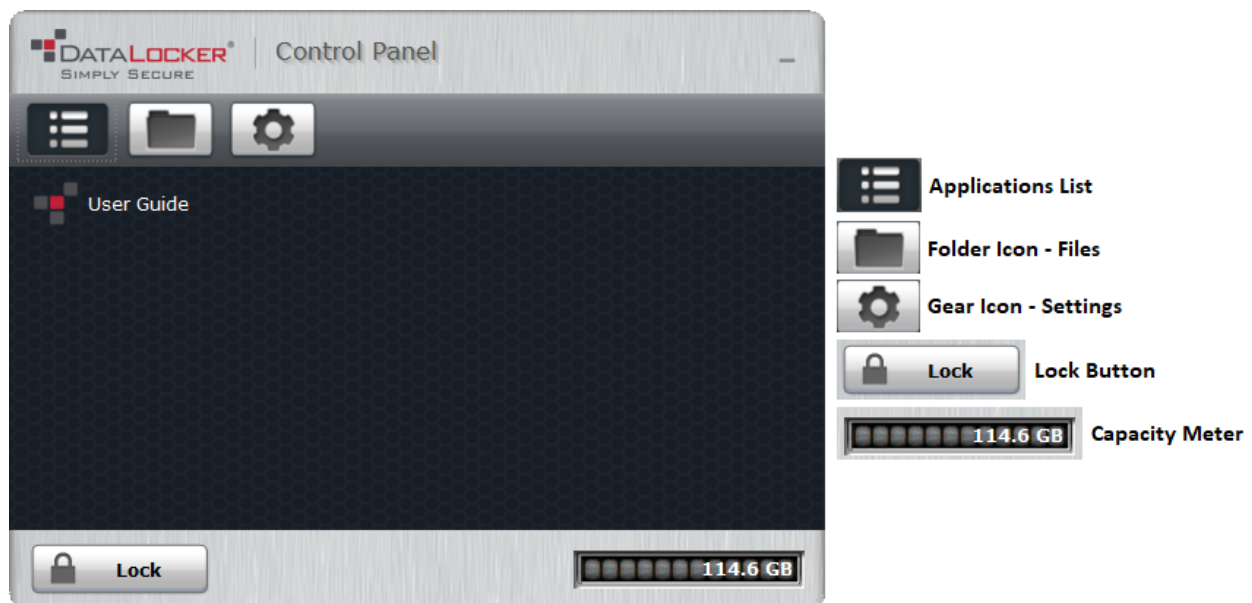 DATALOCKER® Control Panel
SIMPLY SECURE
User Guide
Lock
114.6 GB
Applications List
Folder Icon - Files
Gear Icon - Settings
Lock Lock Button
114.6 GB Capacity Meter